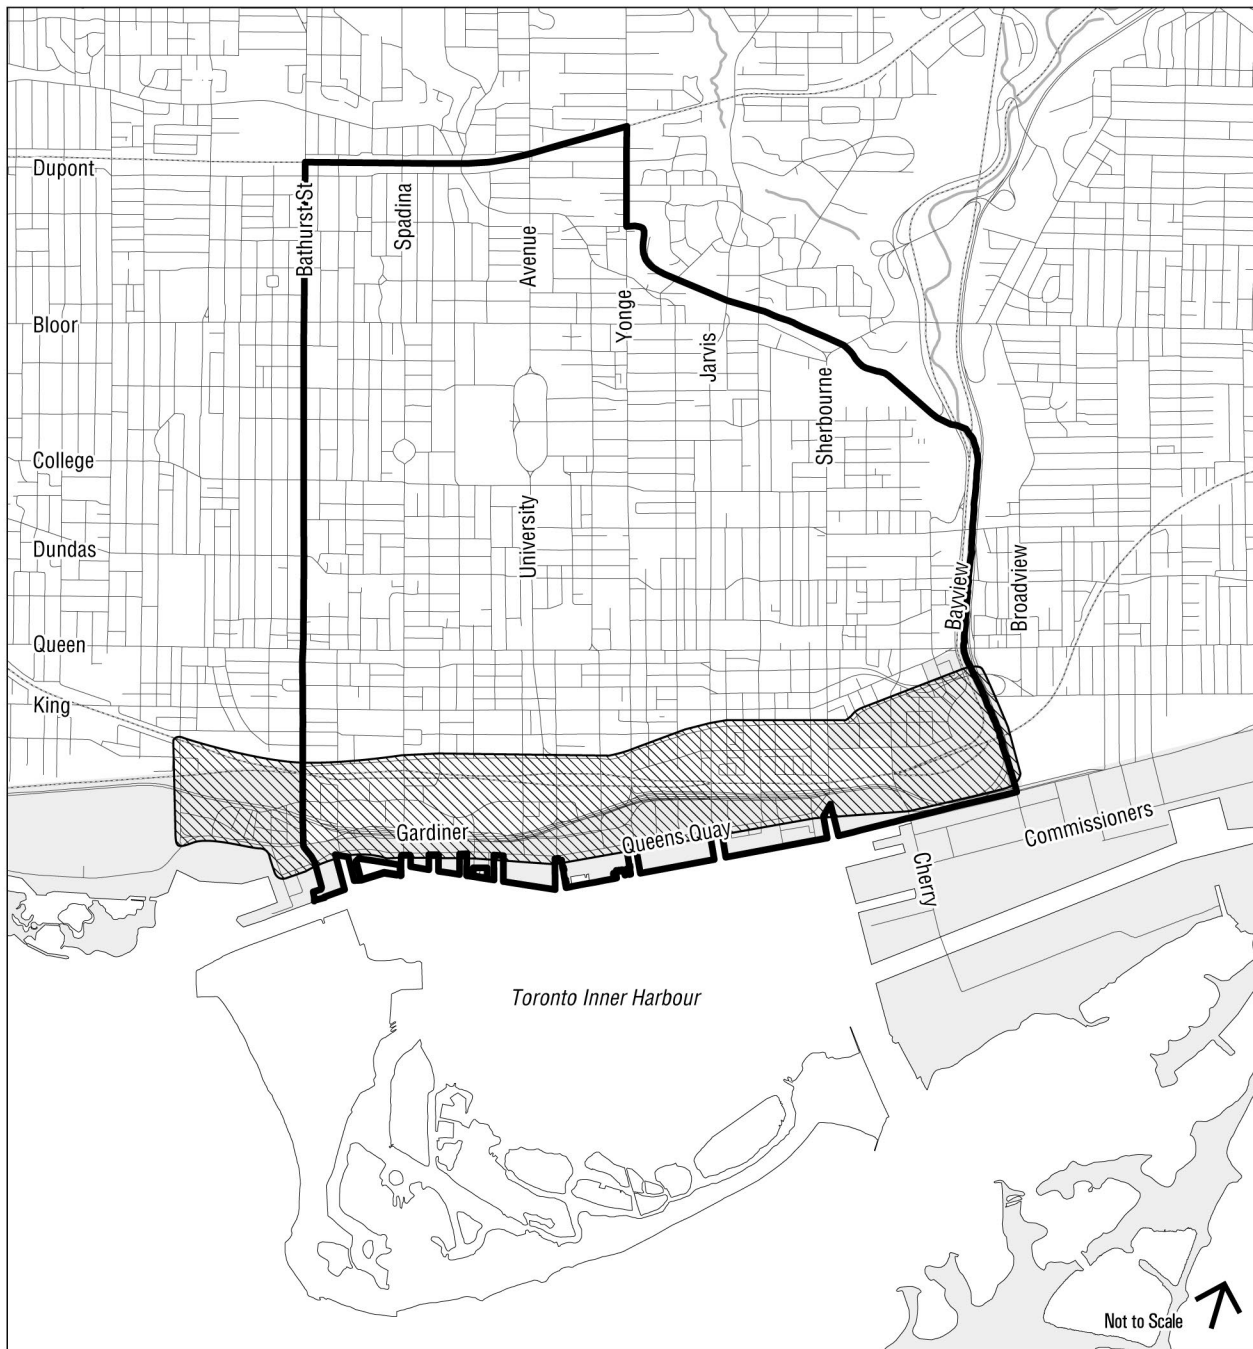 Dupont
Bathurst St
Spadina
Avenue
Yonge
Bloor
Jarvis
Sherbourne
College
University
Dundas
Bayview
Broadview
Queen
King
Gardiner
Queens Quay
Commissioners
Cherry
Toronto Inner Harbour
Not to Scale